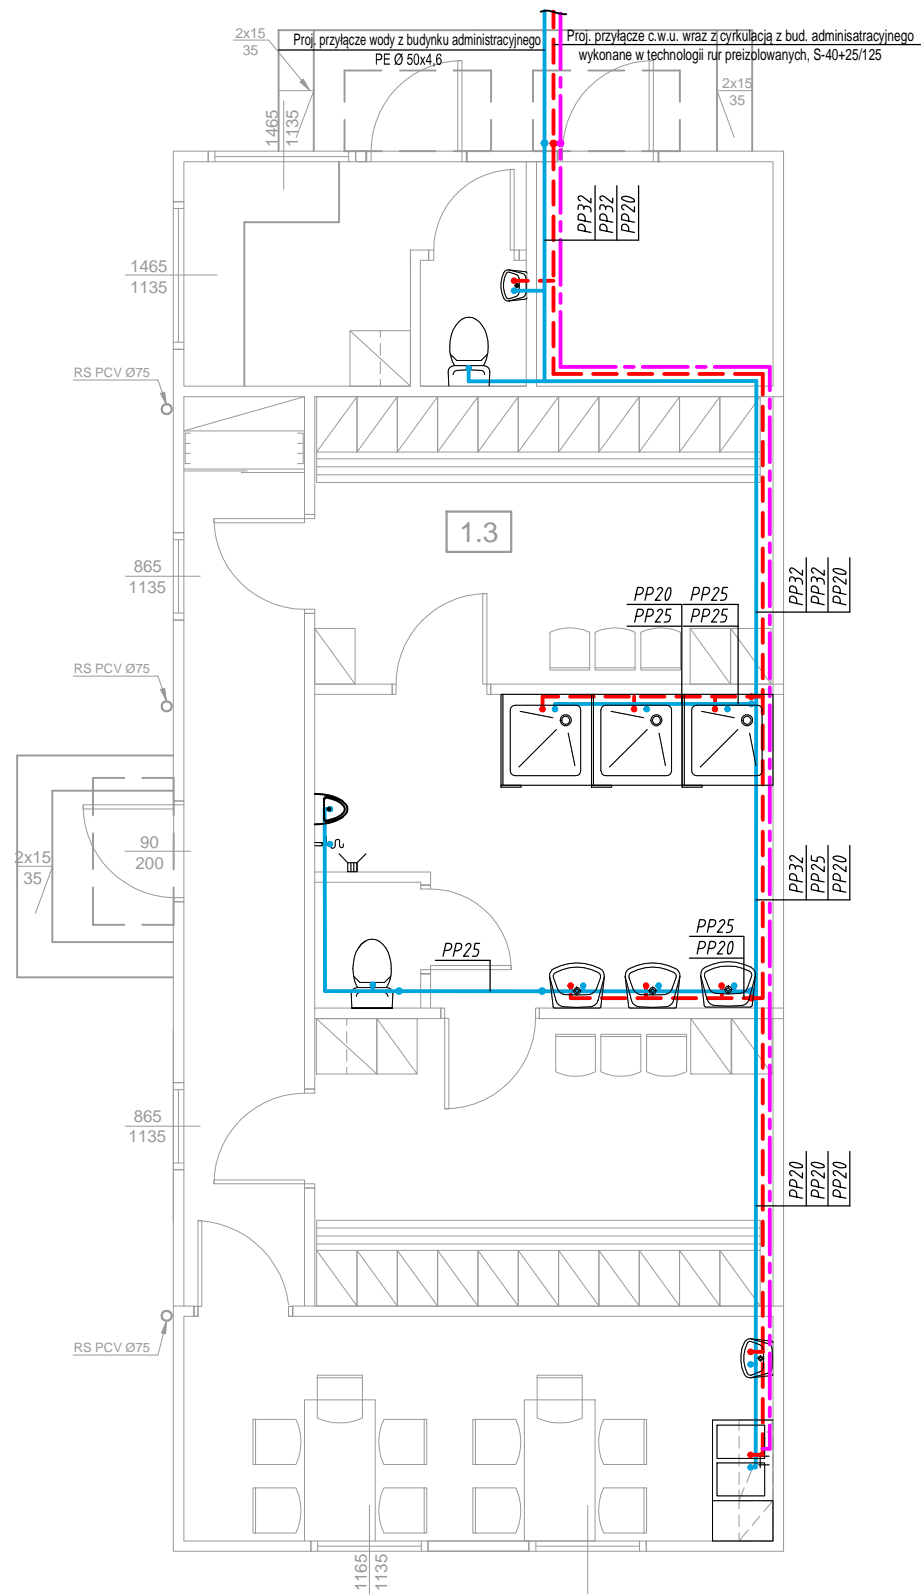 2x15
35
Proj. przyłącze wody z budynku administracyjnego
PE Ø 50x4,6
Proj. przyłącze c.w.u. wraz z cyrkulacją z bud. adminisatracyjnego
wykonane w technologii rur preizolowanych, S-40+25/125
2x15
35
1465
1135
PP32
PP32
PP20
1465
1135
RS PCV Ø75
1.3
865
1135
PP32
PP32
PP20
PP20
PP25
PP25
PP25
RS PCV Ø75
90
200
2x15
35
PP32
PP25
PP20
PP25
PP25
PP20
865
1135
PP20
PP20
PP20
RS PCV Ø75
1165
1135